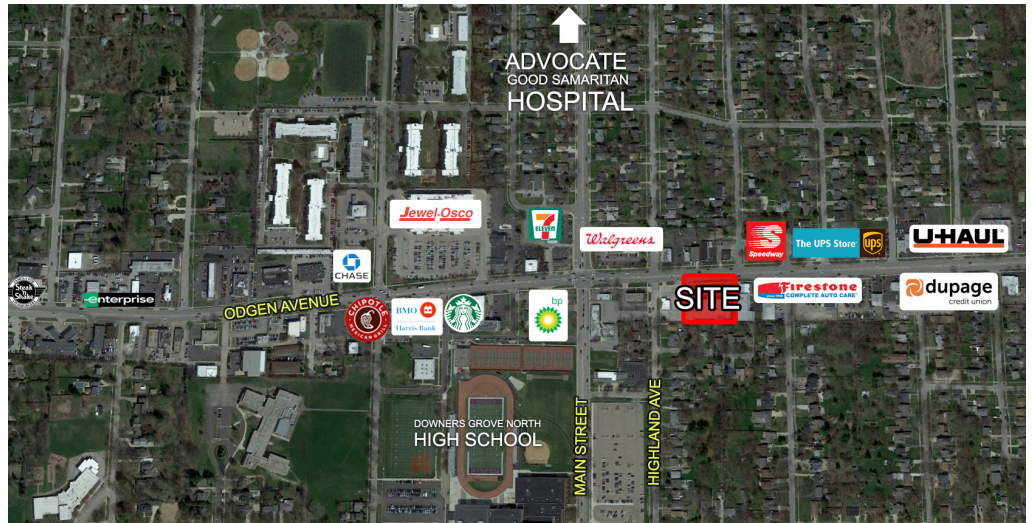 ADVOCATE
GOOD SAMARITAN
HOSPITAL
Jewel-Osco
7
ELEVEN
Walgreens
S
Speedway
The UPS Store
ups
U-HAUL
CHASE
Steak
n
Shake
enterprise
ODGEN AVENUE
CHIPOTLE
MEXICAN GRILL
BMO
Harris Bank
bp
SITE
Firestone
since 1926
COMPLETE AUTO CARE
dupage
credit union
DOWNERS GROVE NORTH
HIGH SCHOOL
MAIN STREET
HIGHLAND AVE